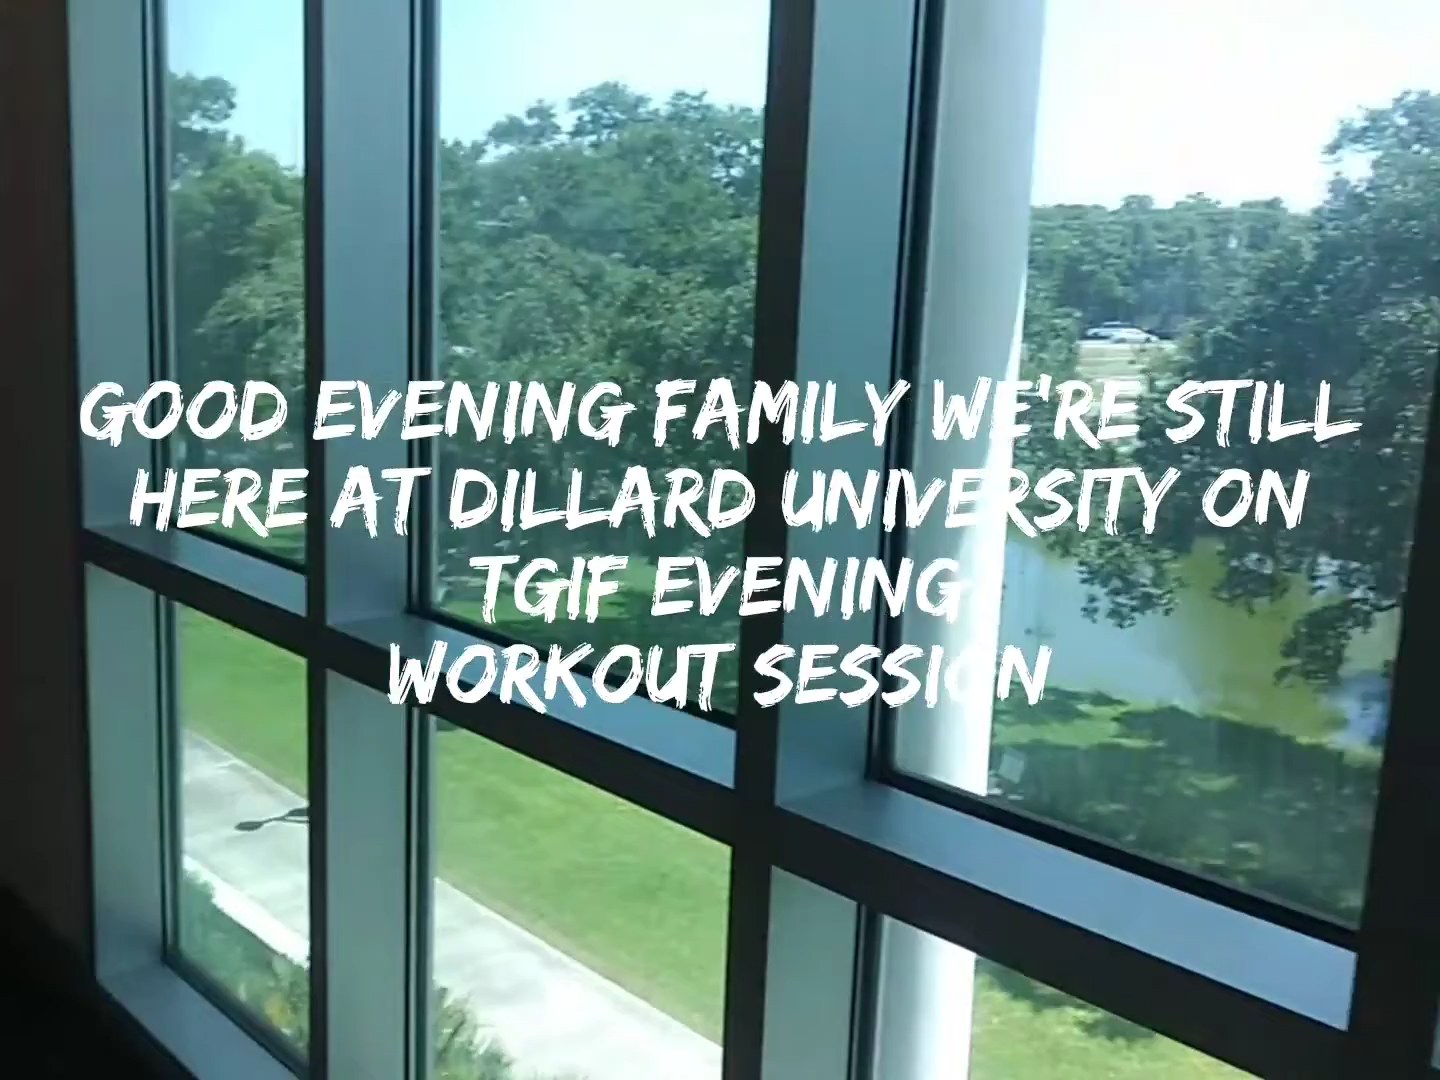 GOOD EVENING FAMILY WE'RE STILL
HERE AT DILLARD UNIVERSITY ON
TGIF EVENING
WORKOUT SESSION